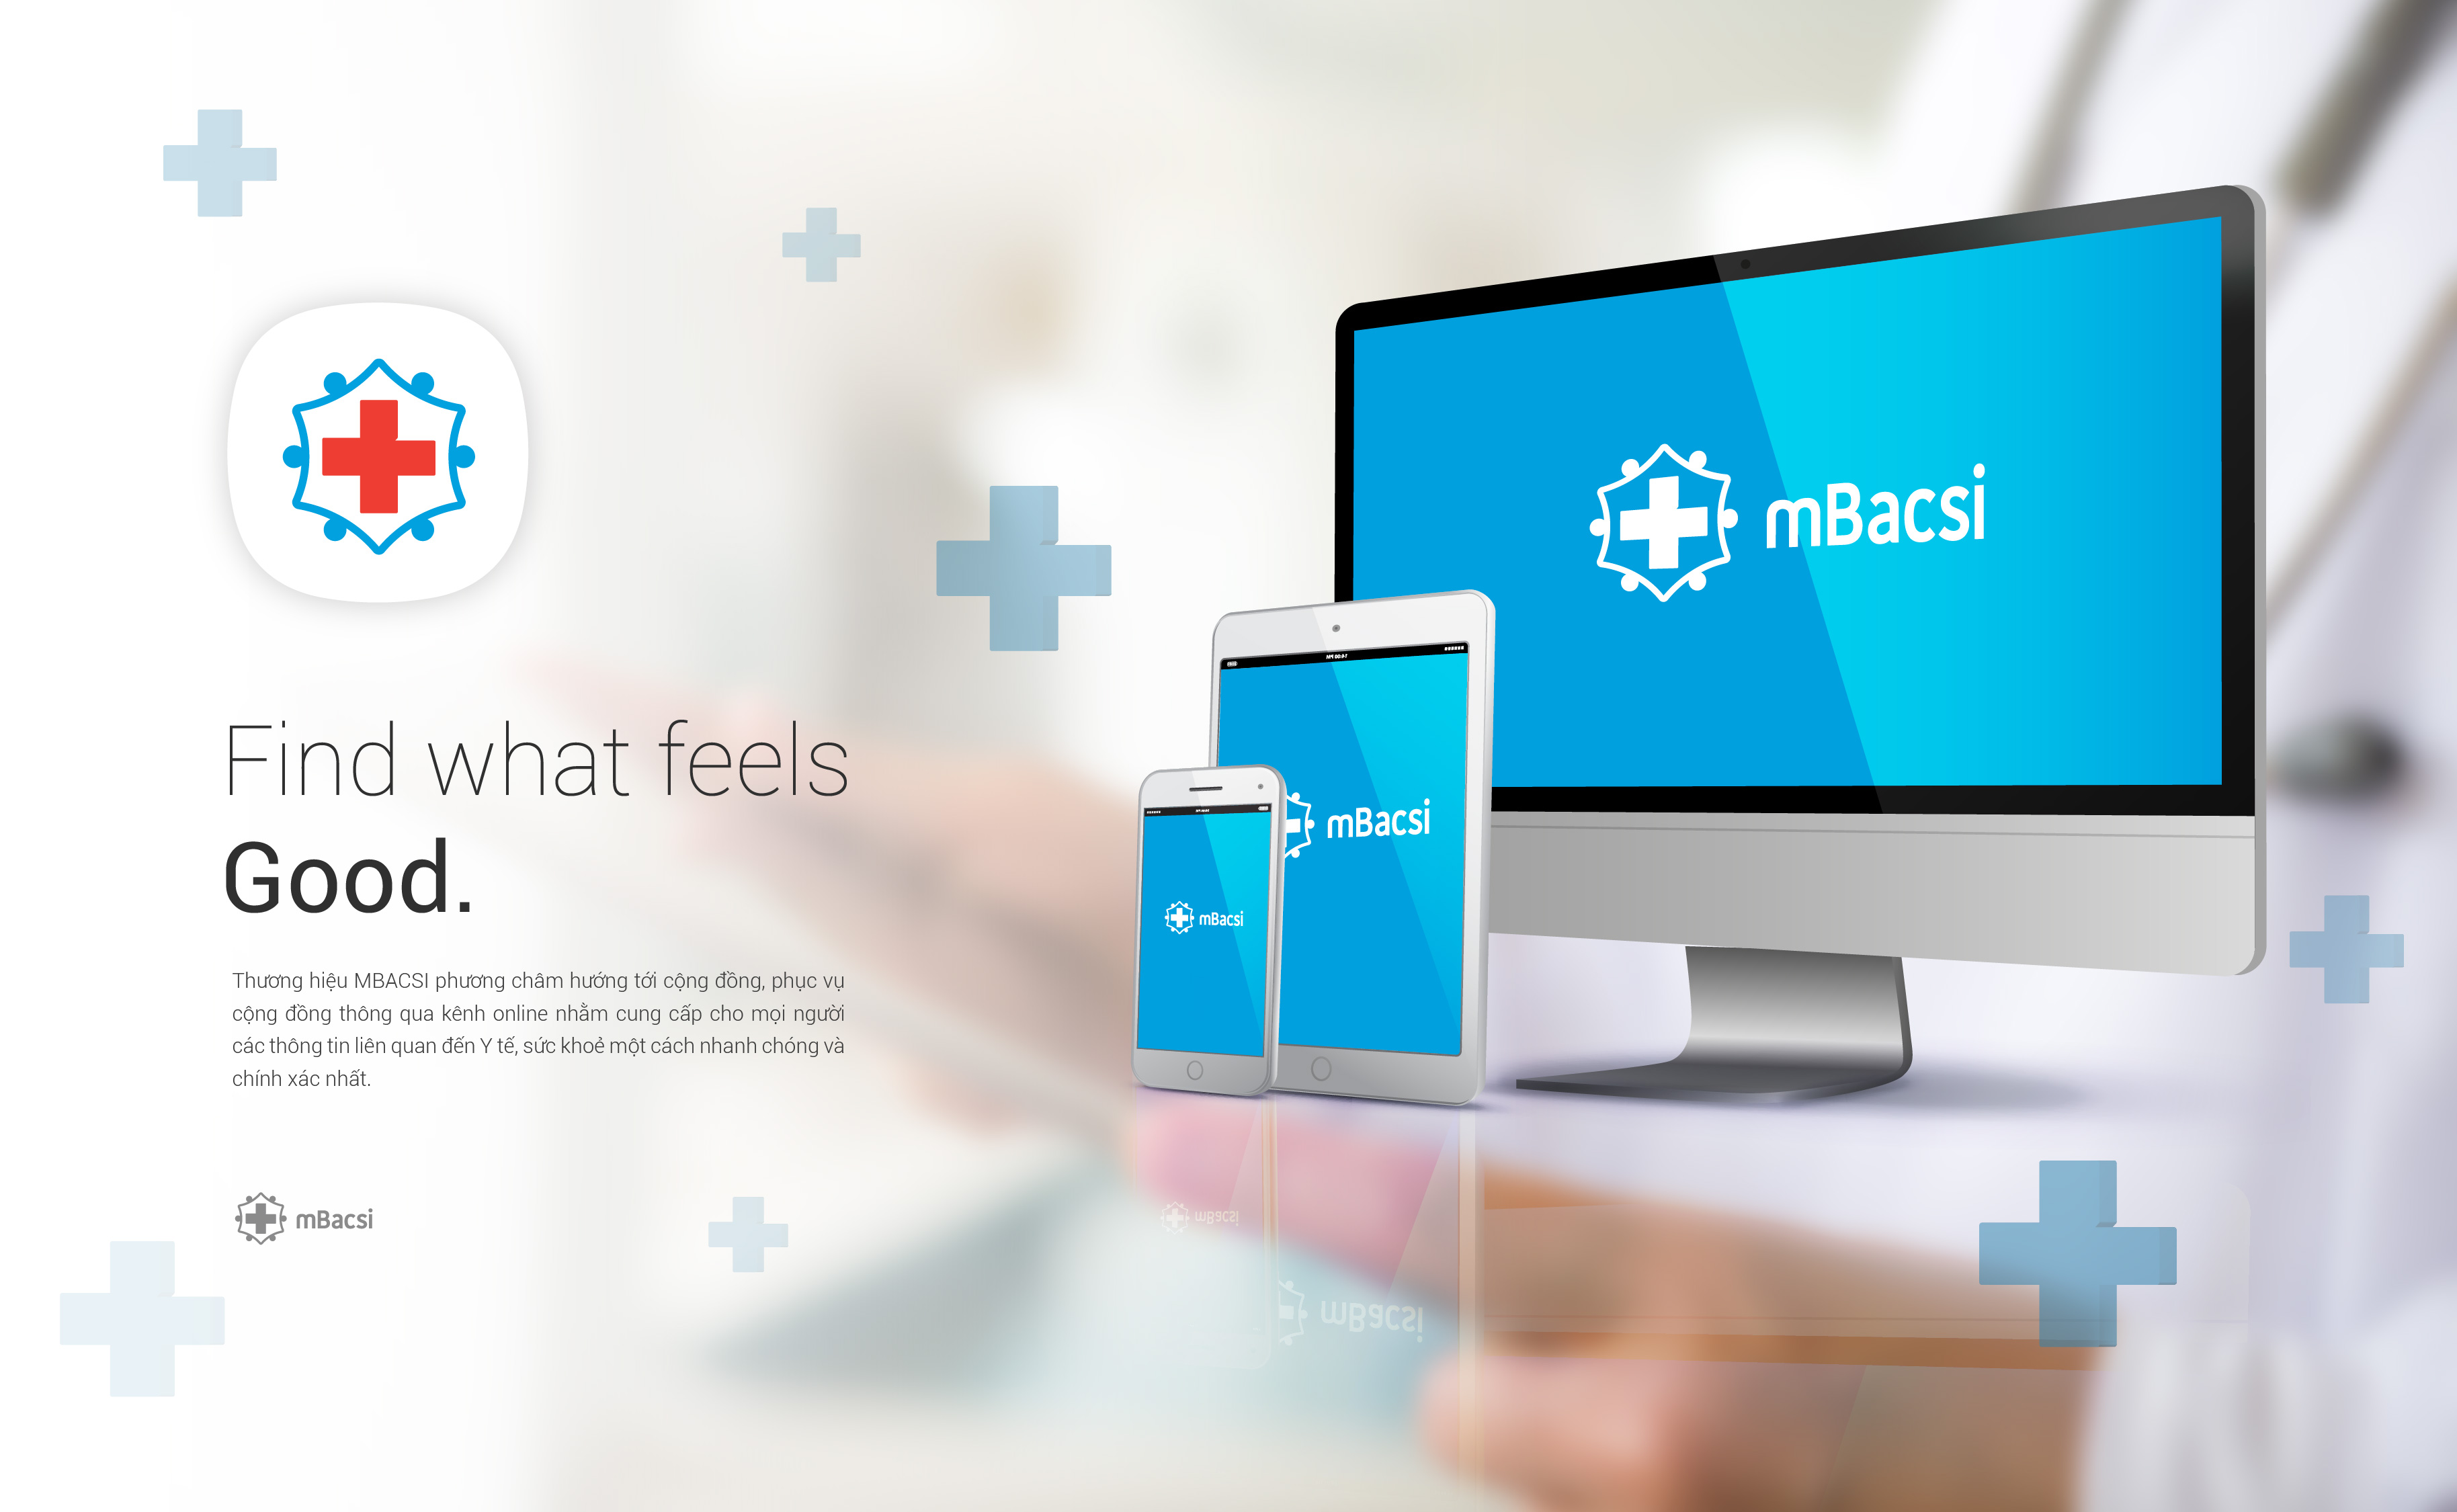 Find what feels
Good.
Thương hiệu MBACSI phương châm hướng tới cộng đồng, phục vụ
cộng đồng thông qua kênh online nhằm cung cấp cho mọi người
các thông tin liên quan đến Y tế, sức khoẻ một cách nhanh chóng và
chính xác nhất.
mBacsi
mBacsi
mBacsi
mBacsi
mBacsi
mBacsi